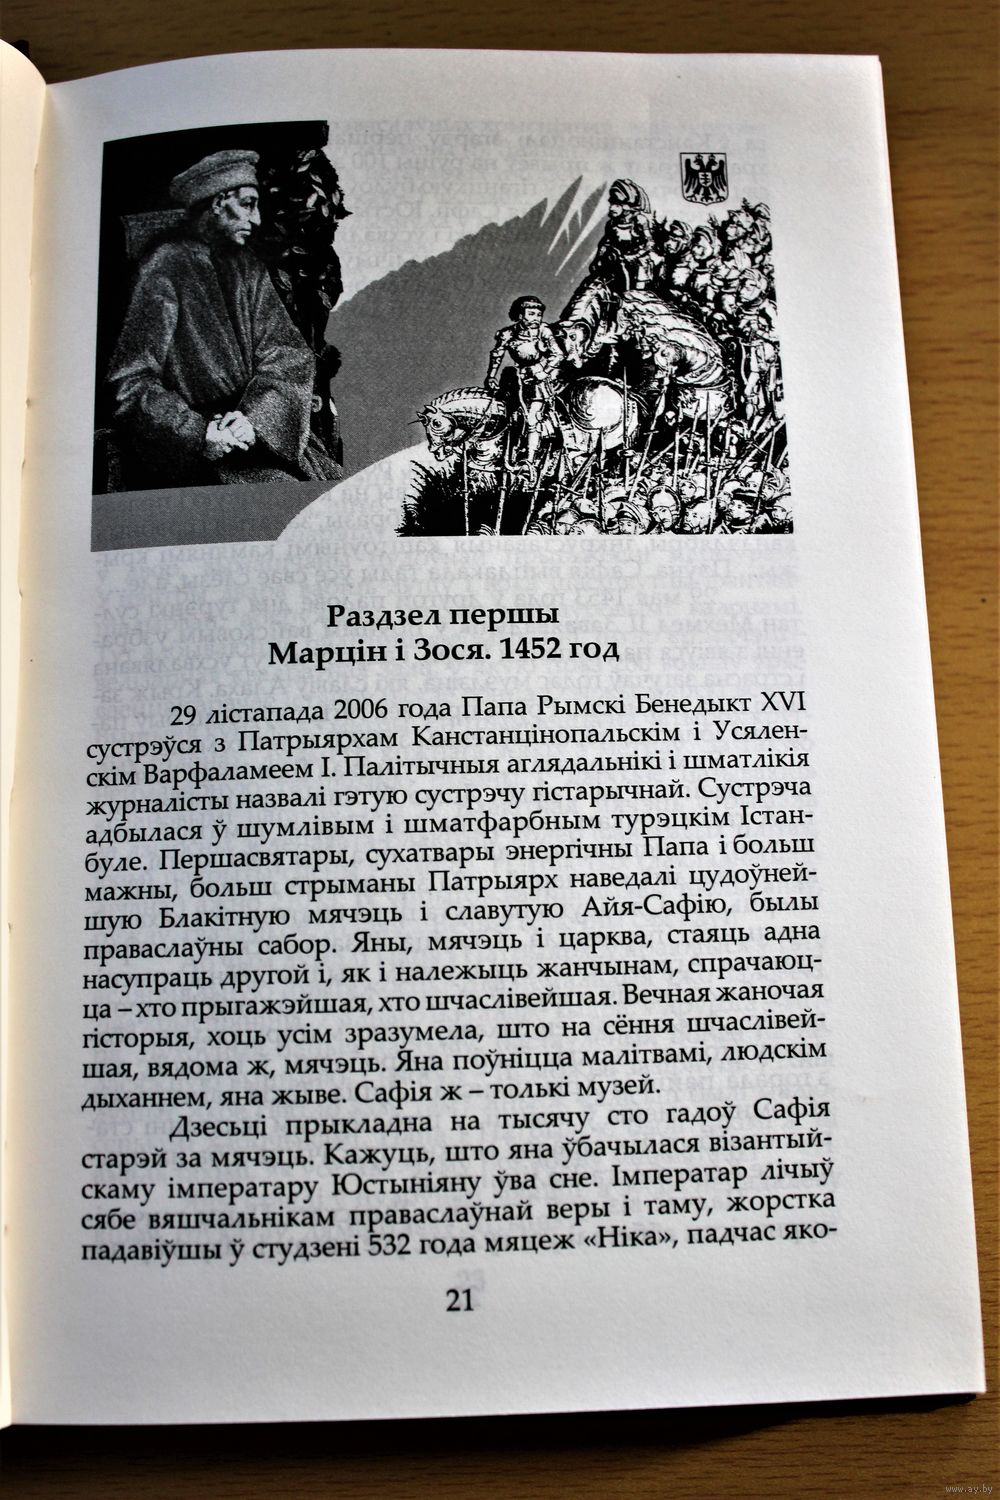 Раздзел першы
Марцін і Зося. 1452 год
29 лістапада 2006 года Папа Рымскі Бенедыкт XVI
сустрэўся з Патрыярхам Канстанцінопальскім і Усялен-
скім Варфаламеем І. Палітычныя аглядальнікі і шматлікія
журналісты назвалі гэтую сустрэчу гістарычнай. Сустрэча
адбылася ў шумлівым і шматфарбным турэцкім Істан-
буле. Першасвятары, сухатвары энергічны Папа і больш
мажны, больш стрыманы Патрыярх наведалі цудоўней-
шую Блакітную мячэць і славутую Айя-Сафію, былы
праваслаўны сабор. Яны, мячэць і царква, стаяць адна
насупраць другой і, як і належыць жанчынам, спрачаюц-
ца – хто прыгажэйшая, хто шчаслівейшая. Вечная жаночая
гісторыя, хоць усім зразумела, што на сёння шчаслівей-
шая, вядома ж, мячэць. Яна поўніцца малітвамі, людскім
дыханнем, яна жыве. Сафія ж – толькі музей.
Дзесьці прыкладна на тысячу сто гадоў Сафія
старэй за мячэць. Кажуць, што яна ўбачылася візантый-
скаму імператару Юстыніяну ўва сне. Імператар лічыў
сябе вяшчальнікам праваслаўнай веры і таму, жорстка
падавіўшы ў студзені 532 года мяцеж «Ніка», падчас яко-
21
www.ay.by